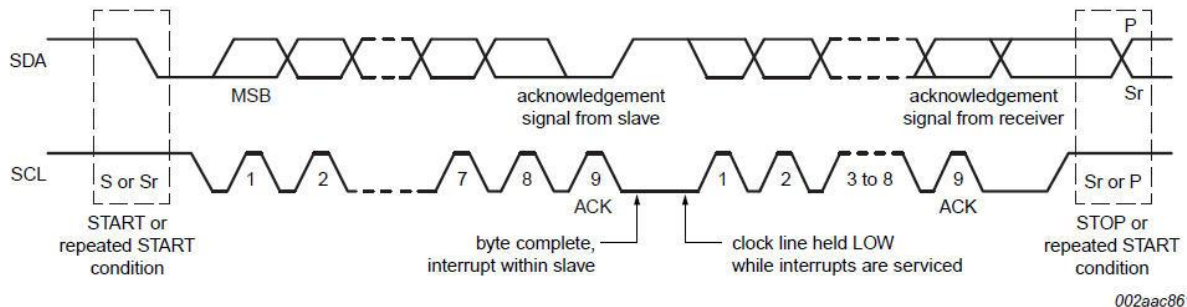 SDA
P
MSB
acknowledgement
signal from slave
acknowledgement
signal from receiver
Sr
SCL
S or Sr
1
2
7
8
9
1
2
3 to 8
9
Sr or P
ACK
ACK
START or
repeated START
condition
byte complete,
interrupt within slave
clock line held LOW
while interrupts are serviced
STOP or
repeated START
condition
002aac86